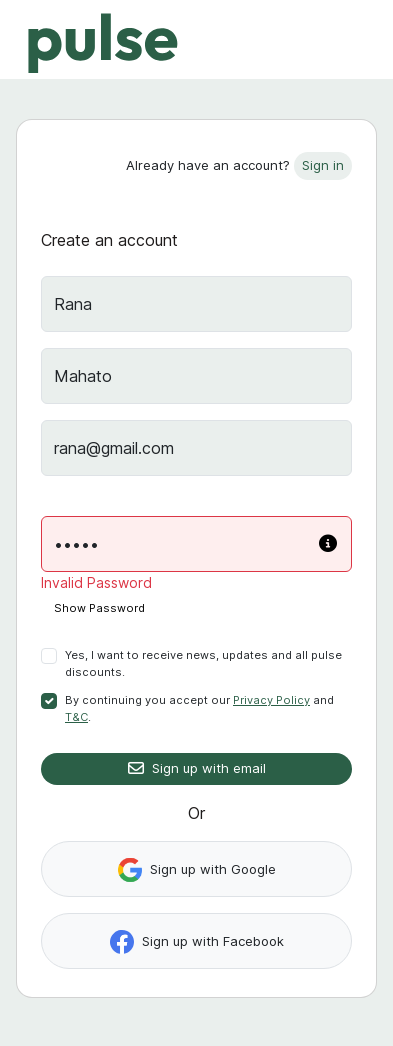 pulse
Already have an account? Sign in
Create an account
Rana
Mahato
rana@gmail.com
•••••
Invalid Password
Show Password
Yes, I want to receive news, updates and all pulse
discounts.
By continuing you accept our Privacy Policy and
T&C.
Sign up with email
Or
Sign up with Google
Sign up with Facebook